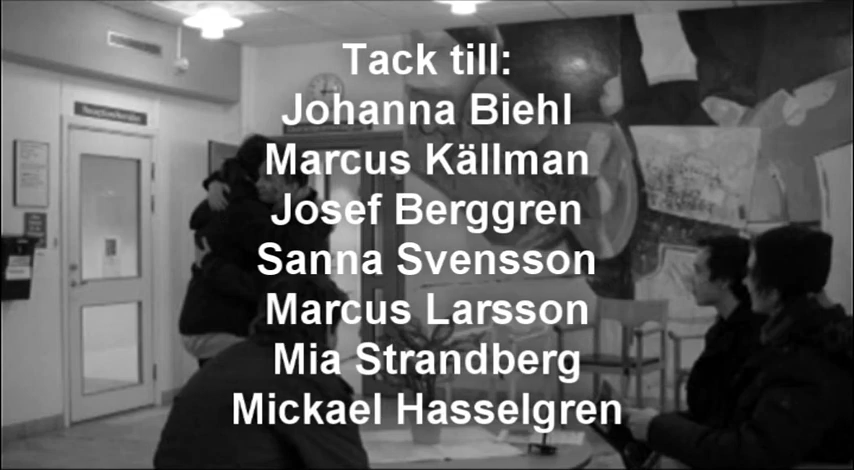 Tack till:
Johanna Biehl
Marcus Källman
Josef Berggren
Sanna Svensson
Marcus Larsson
Mia Strandberg
Mickael Hasselgren